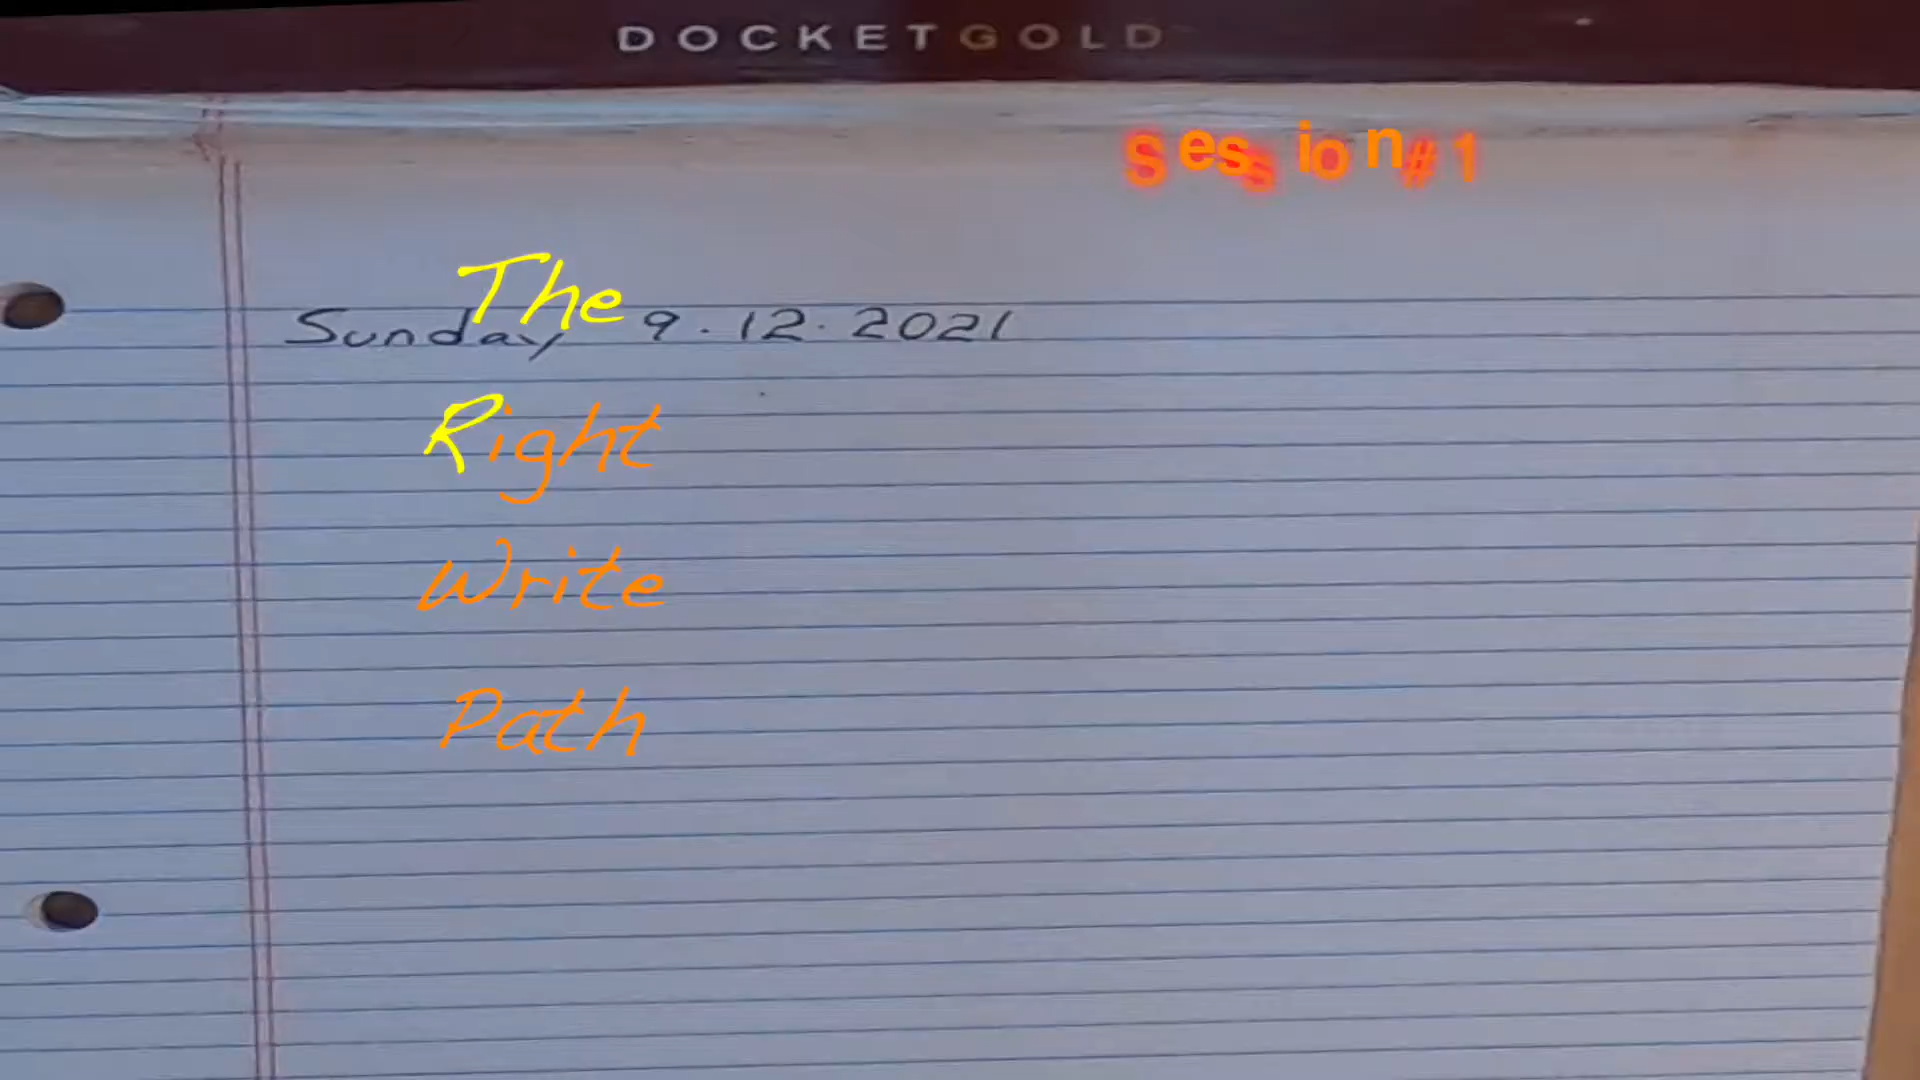 DOCKETGOLD
Session#1
The
Sunday 9.12.2021
Right
Write
Path